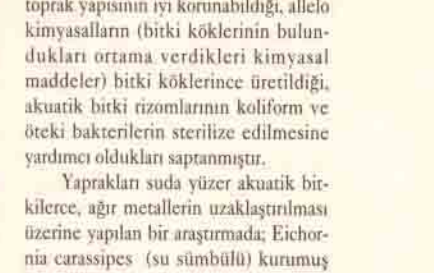 toprak yapısının iyi korunabildiği, allelo
kimyasalların (bitki köklerinin bulun-
dukları ortama verdikleri kimyasal
maddeler) bitki köklerince üretildiği,
akuatik bitki rizomlarının koliform ve
öteki bakterilerin sterilize edilmesine
yardımcı oldukları saptanmıştır.
Yaprakları suda yüzer akuatik bit-
kilerce, ağır metallerin uzaklaştırılması
üzerine yapılan bir araştırmada; Eichor-
nia carassipes (su sümbülü) kurumuş